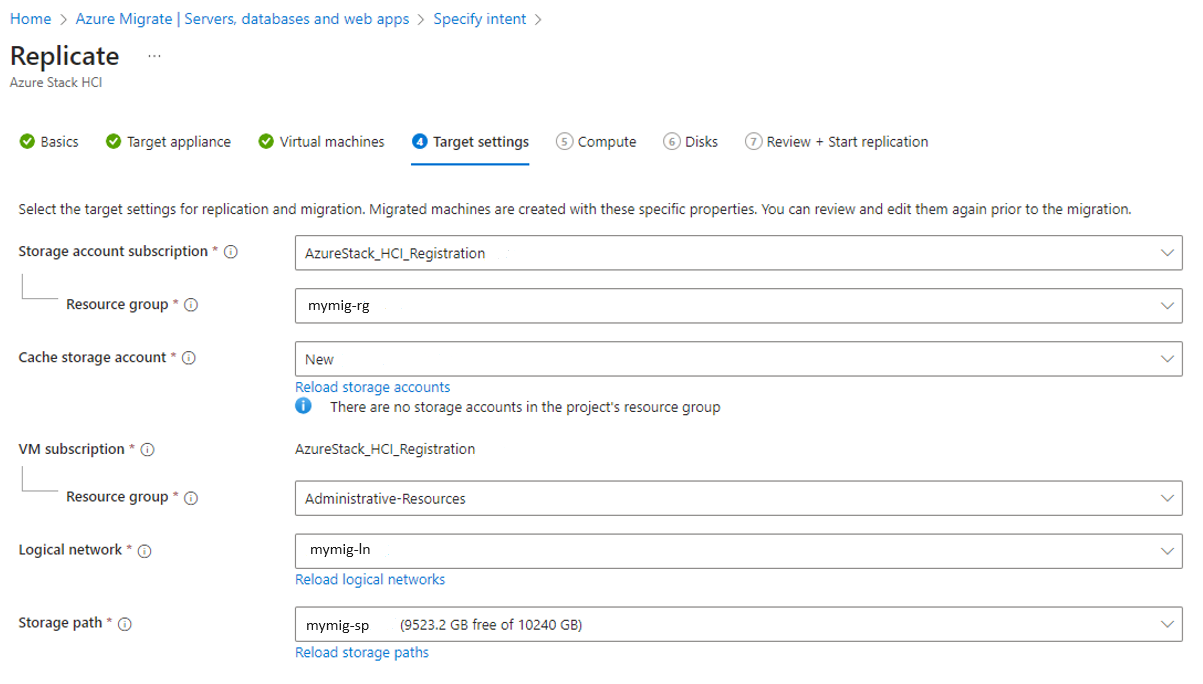 Home > Azure Migrate | Servers, databases and web apps > Specify intent >
Replicate ...
Azure Stack HCI
Basics Target appliance Virtual machines 4 Target settings 5 Compute 6 Disks 7 Review + Start replication
Select the target settings for replication and migration. Migrated machines are created with these specific properties. You can review and edit them again prior to the migration.
Storage account subscription * AzureStack_HCI_Registration
Resource group * mymig-rg
Cache storage account * New
Reload storage accounts
There are no storage accounts in the project's resource group
VM subscription * AzureStack_HCI_Registration
Resource group * Administrative-Resources
Logical network * mymig-ln
Reload logical networks
Storage path * mymig-sp (9523.2 GB free of 10240 GB)
Reload storage paths